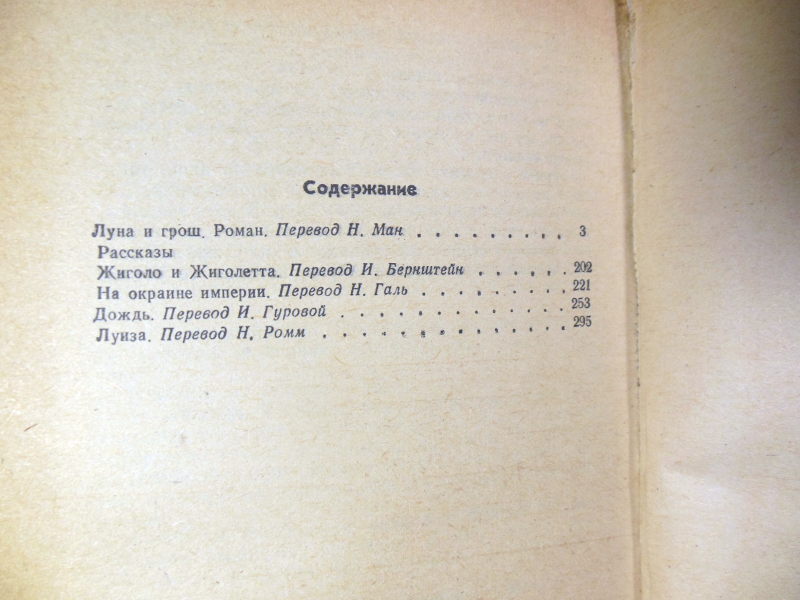 Содержание
Луна и грош. Роман. Перевод Н. Ман . . . . . . . . . 3
Рассказы
Жиголо и Жиголетта. Перевод И. Бернштейн . . . . . . 202
На окраине империи. Перевод Н. Галь . . . . . . . . 221
Дождь. Перевод И. Гуровой . . . . . . . . . . . . 253
Луиза. Перевод Н. Ромм . . . . . . . . . . . . . 295